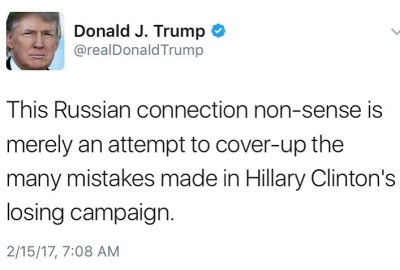 Donald J. Trump
@realDonaldTrump
This Russian connection non-sense is
merely an attempt to cover-up the
many mistakes made in Hillary Clinton's
losing campaign.
2/15/17, 7:08 AM